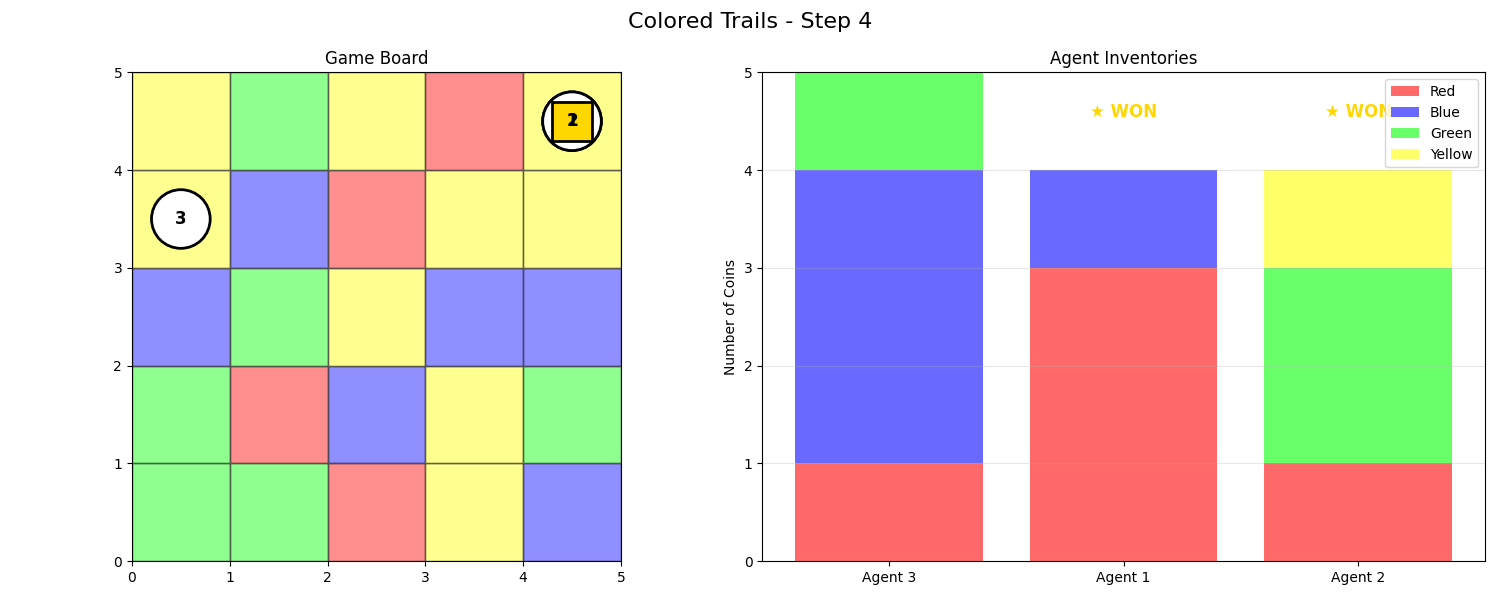 Colored Trails - Step 4
Game Board
5
4
3
2
1
0
0 1 2 3 4 5
3
Agent Inventories
Number of Coins
5
4
3
2
1
0
★ WON
★ WON
Red
Blue
Green
Yellow
Agent 3 Agent 1 Agent 2